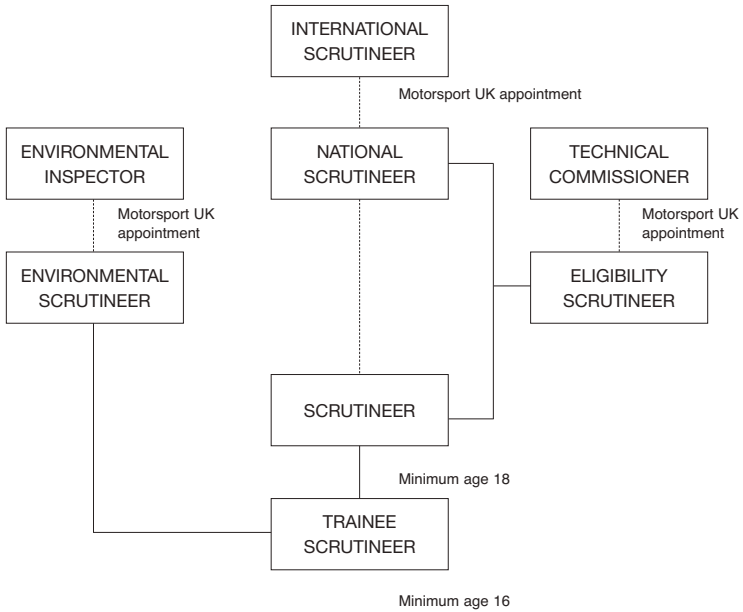 INTERNATIONAL
SCRUTINEER
Motorsport UK appointment
ENVIRONMENTAL
INSPECTOR
NATIONAL
SCRUTINEER
TECHNICAL
COMMISSIONER
Motorsport UK
appointment
Motorsport UK
appointment
ENVIRONMENTAL
SCRUTINEER
ELIGIBILITY
SCRUTINEER
SCRUTINEER
Minimum age 18
TRAINEE
SCRUTINEER
Minimum age 16